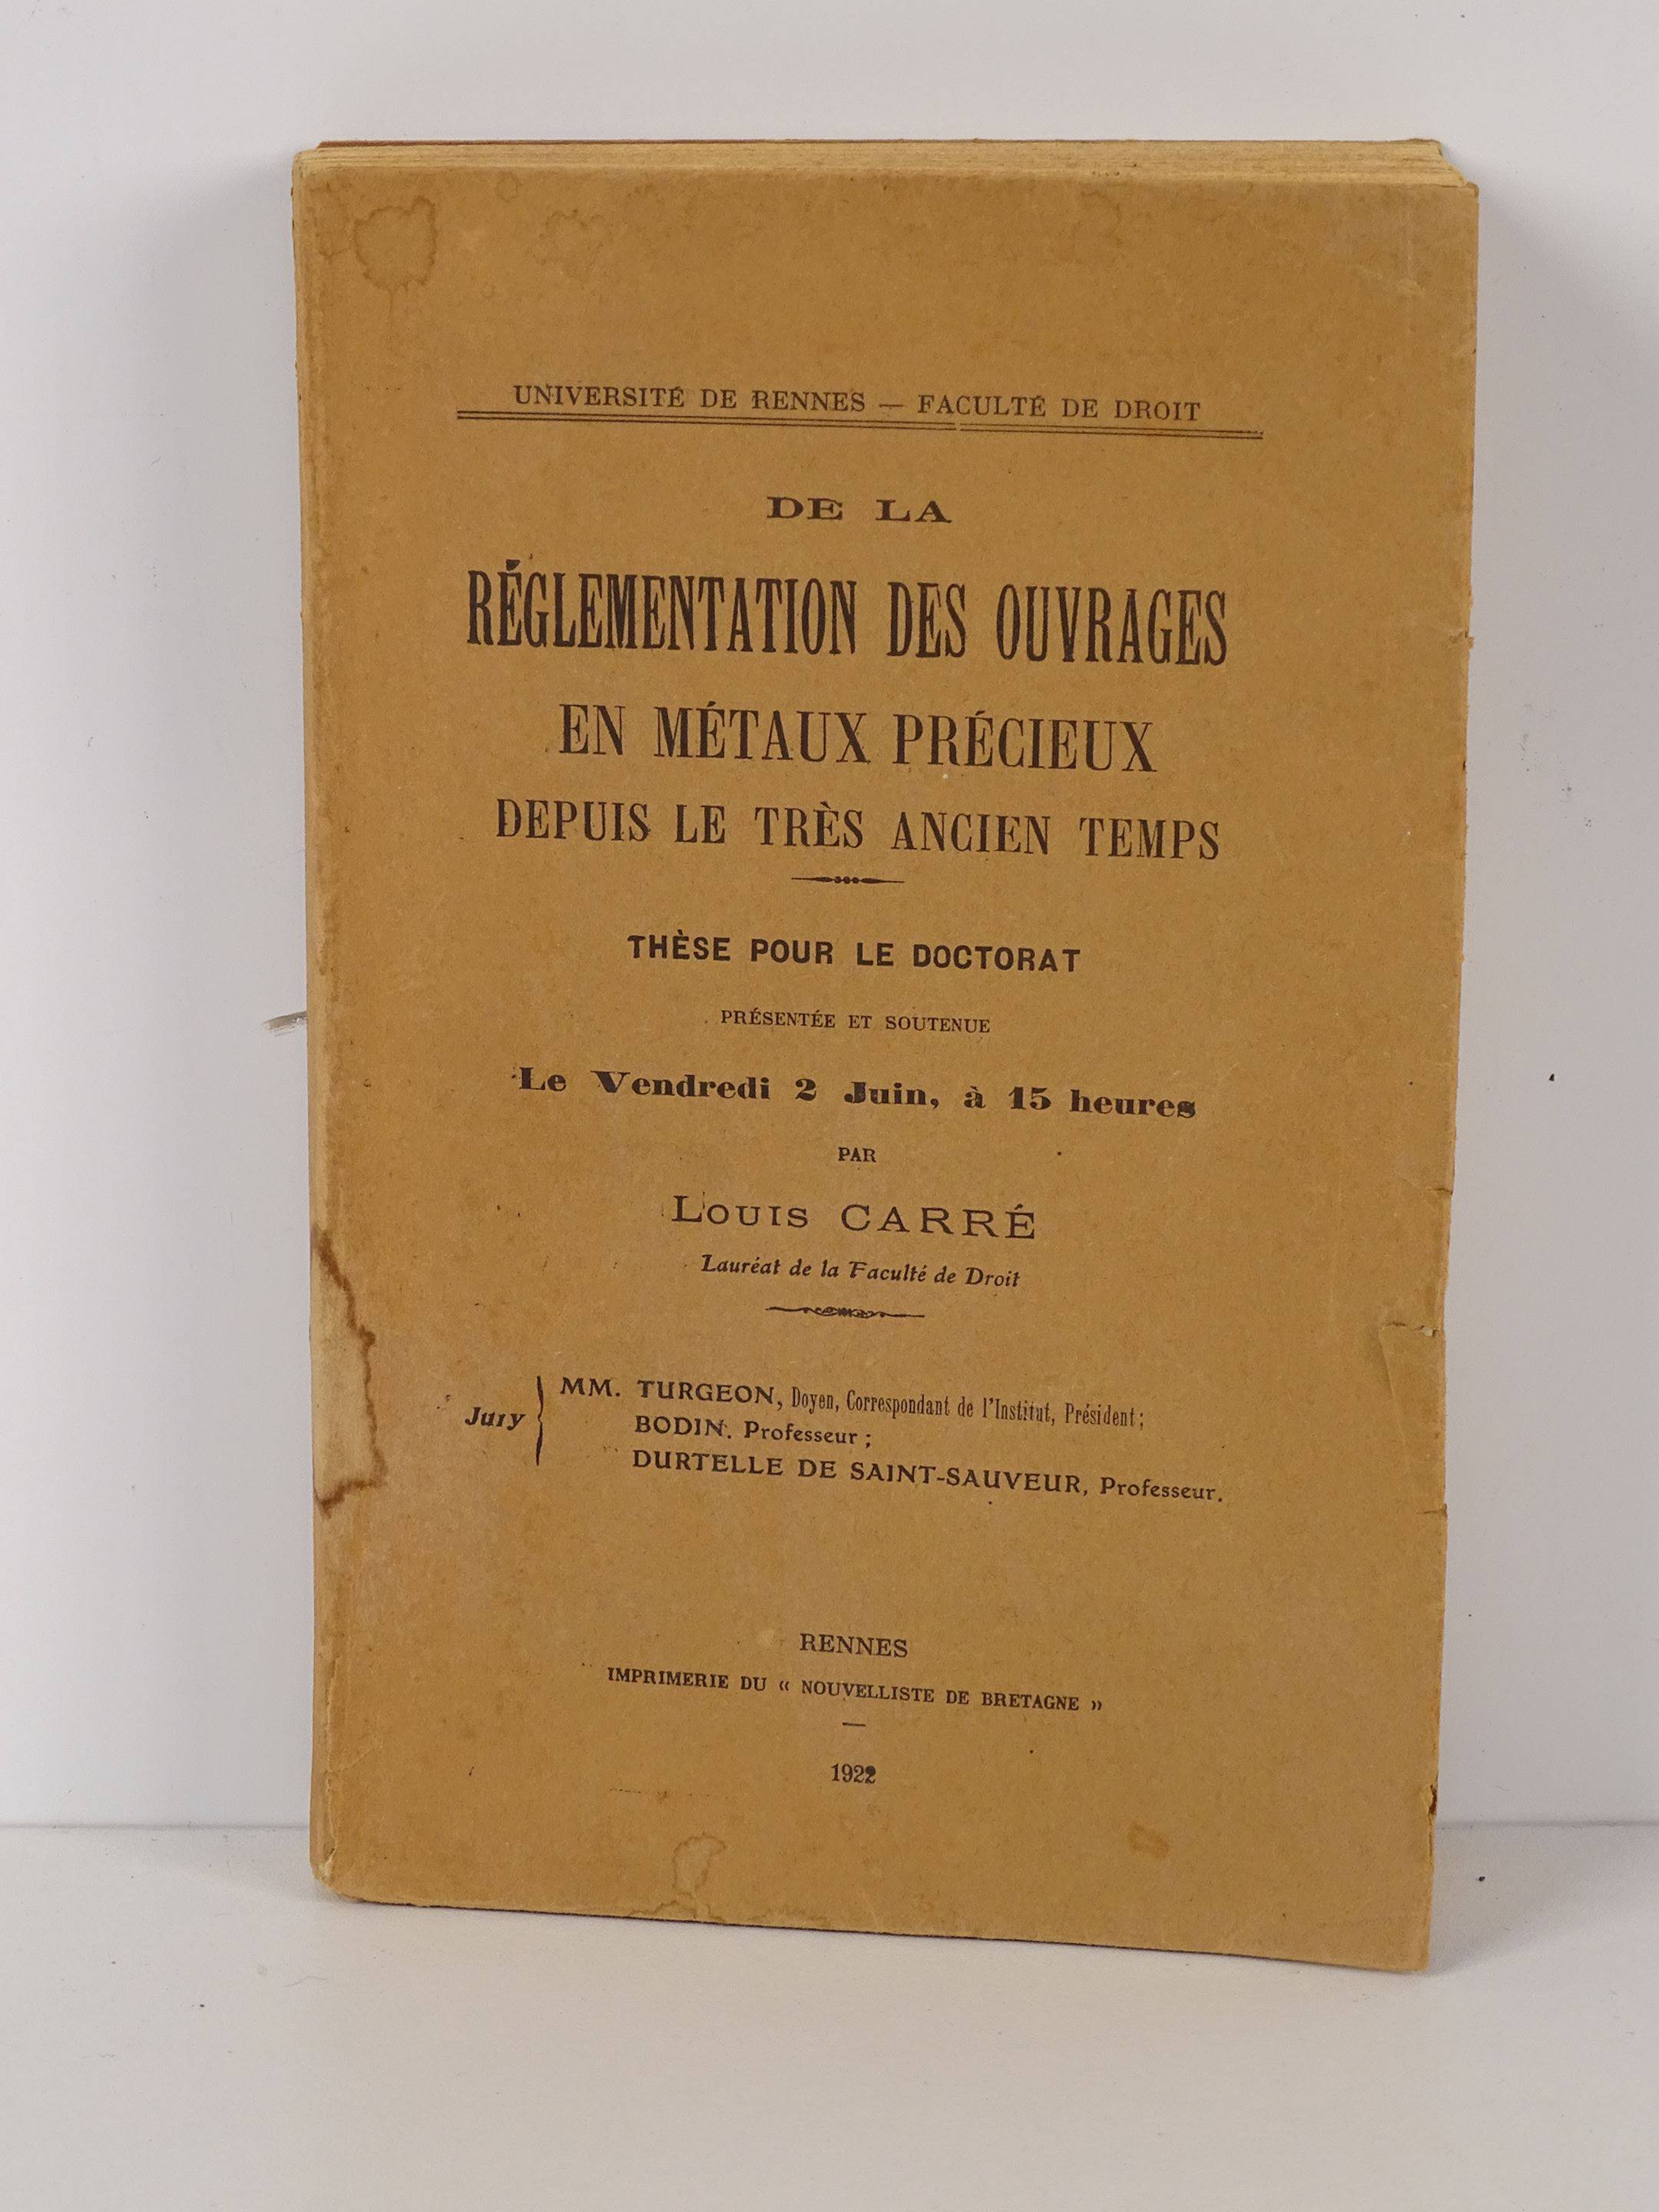 UNIVERSITÉ DE RENNES — FACULTÉ DE DROIT
DE LA
RÉGLEMENTATION DES OUVRAGES
EN MÉTAUX PRÉCIEUX
DEPUIS LE TRÈS ANCIEN TEMPS
THÈSE POUR LE DOCTORAT
PRÉSENTÉE ET SOUTENUE
Le Vendredi 2 Juin, à 15 heures
PAR
LOUIS CARRÉ
Lauréat de la Faculté de Droit
Jury
MM. TURGEON, Doyen, Correspondant de l'Institut, Président;
BODIN. Professeur;
DURTELLE DE SAINT-SAUVEUR, Professeur.
RENNES
IMPRIMERIE DU « NOUVELLISTE DE BRETAGNE »
1922